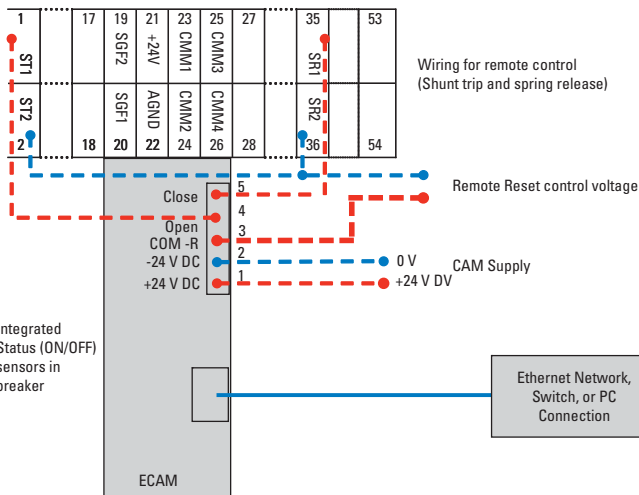 1 17 19 21 23 25 27 35 53
ST1 SGF2 +24V CMM1 CMM3 SR1
ST2 SGF1 AGND CMM2 CMM4 SR2
2 18 20 22 24 26 28 36 54
Wiring for remote control
(Shunt trip and spring release)
Remote Reset control voltage
Close 5
4
Open
COM -R 3
-24 V DC 2
+24 V DC 1
0 V
CAM Supply
+24 V DV
ntegrated
Status (ON/OFF)
sensors in
breaker
Ethernet Network,
Switch, or PC
Connection
ECAM